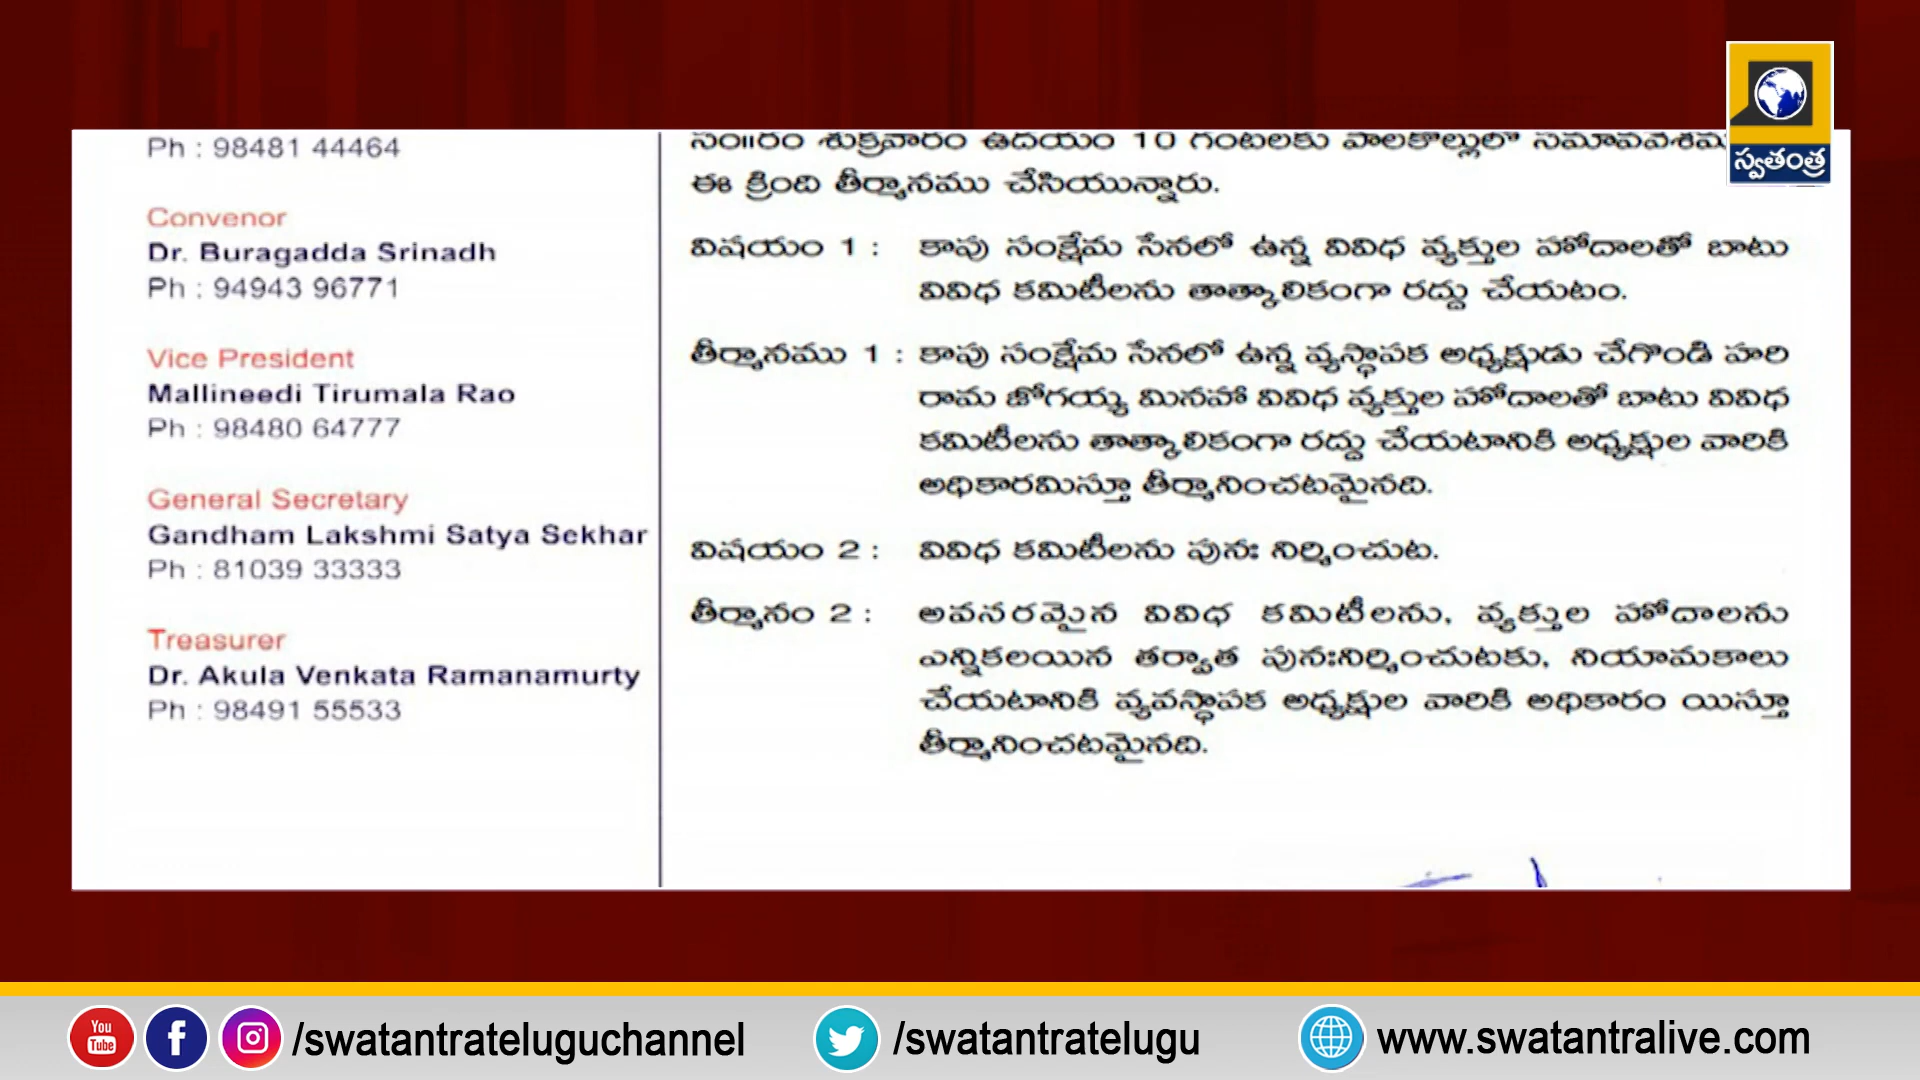 Ph : 98481 44464
Convenor
Dr. Buragadda Srinadh
Ph : 94943 96771
Vice President
Mallineedi Tirumala Rao
Ph : 98480 64777
General Secretary
Gandham Lakshmi Satya Sekhar
Ph : 81039 33333
Treasurer
Dr. Akula Venkata Ramanamurty
Ph : 98491 55533
సం॥రం శుక్రవారం ఉదయం 10 గంటలకు పాలకొల్లులో
ఈ క్రింది తీర్మానము చేసియున్నారు.
విషయం 1 : కాపు సంక్షేమ సేనలో ఉన్న వివిధ వ్యక్తుల హోదాలతో బాటు
వివిధ కమిటీలను తాత్కాలికంగా రద్దు చేయటం.
తీర్మానము 1 : కాపు సంక్షేమ సేనలో ఉన్న వ్యస్థాపక అధ్యక్షుడు చేగొండి హరి
రామ జోగయ్య మినహా వివిధ వ్యక్తుల హోదాలతో బాటు వివిధ
కమిటీలను తాత్కాలికంగా రద్దు చేయటానికి అధ్యక్షుల వారికి
అధికారమిస్తూ తీర్మానించటమైనది.
విషయం 2 : వివిధ కమిటీలను పునః నిర్మించుట.
తీర్మానం 2 : అవసరమైన వివిధ కమిటీలను, వ్యక్తుల హోదాలను
ఎన్నికలయిన తర్వాత పునఃనిర్మించుటకు, నియామకాలు
చేయటానికి వ్యవస్థాపక అధ్యక్షుల వారికి అధికారం యిస్తూ
తీర్మానించటమైనది.
స్వతంత్ర
You Tube
/swatantrateluguchannel
/swatantratelugu
www.swatantralive.com